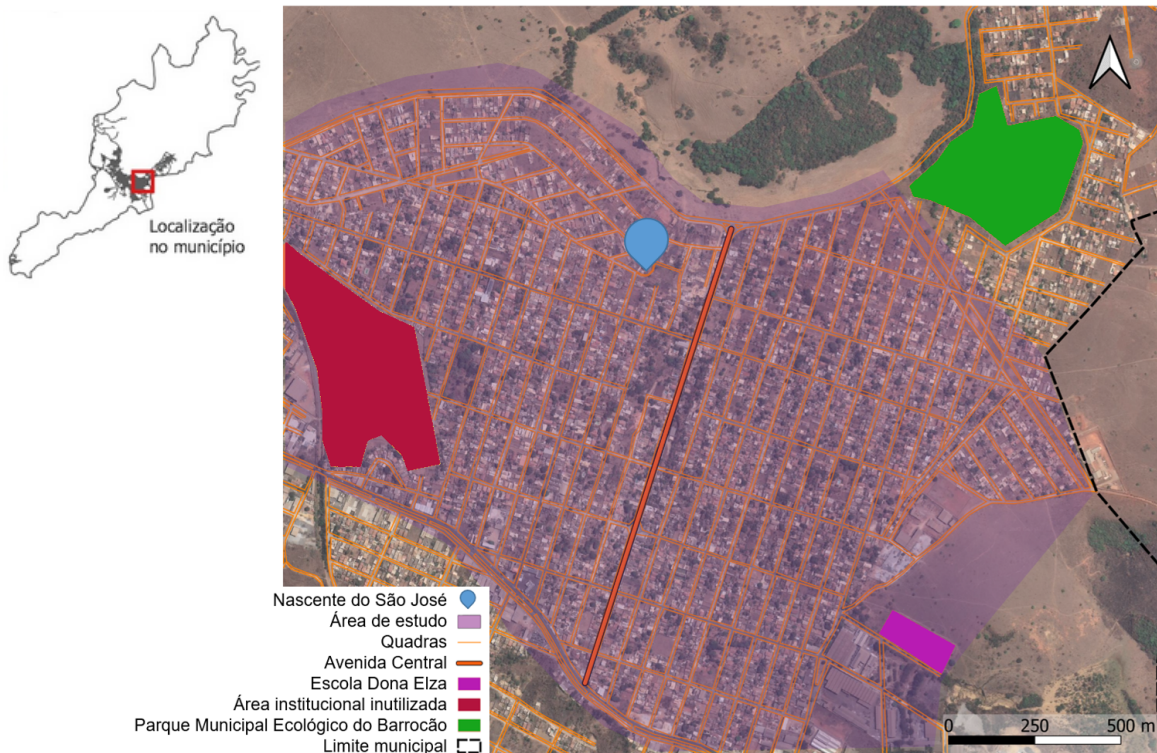 Localização
no município
Nascente do São José
Área de estudo
Quadras
Avenida Central
Escola Dona Elza
Área institucional inutilizada
Parque Municipal Ecológico do Barrocão
Limite municipal
0 250 500 m